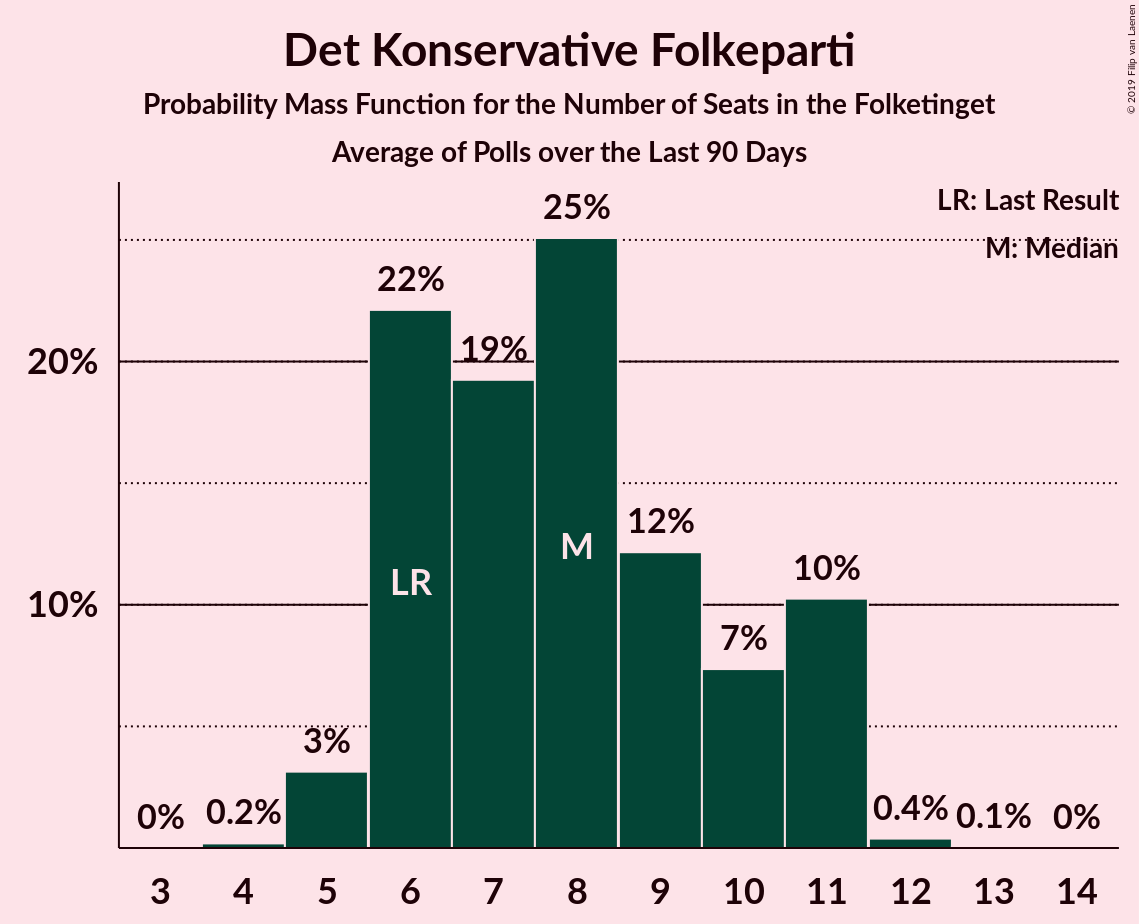 Det Konservative Folkeparti
Probability Mass Function for the Number of Seats in the Folketinget
Average of Polls over the Last 90 Days
© 2019 Filip van Laenen
LR: Last Result
M: Median
25%
22%
19%
20%
12%
M
10%
LR
10%
7%
3%
0%
0.2%
0.4%
0.1%
0%
3 4 5 6 7 8 9 10 11 12 13 14